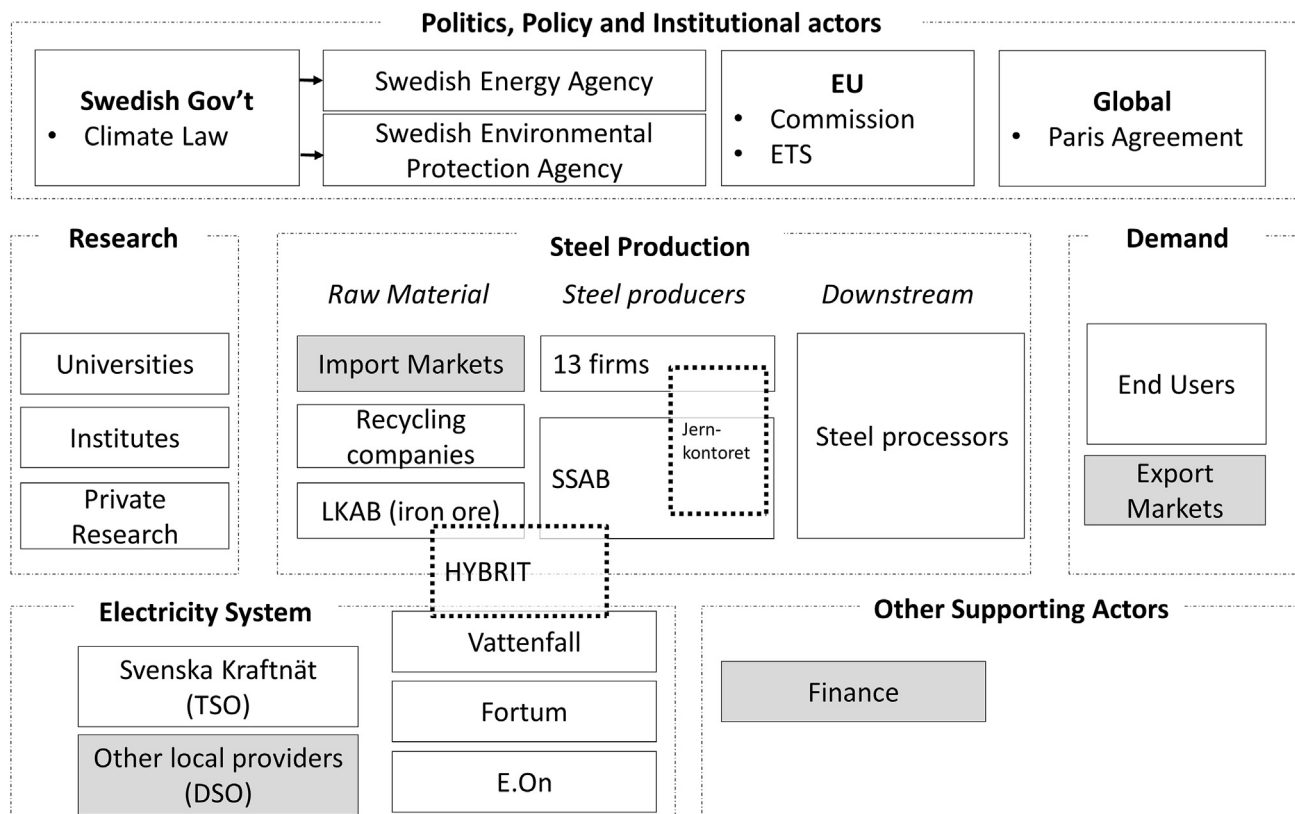 Politics, Policy and Institutional actors
Swedish Gov't
• Climate Law
Swedish Energy Agency
Swedish Environmental
Protection Agency
EU
• Commission
• ETS
Global
• Paris Agreement
Research
Universities
Institutes
Private
Research
Steel Production
Raw Material
Steel producers
Downstream
Import Markets
Recycling
companies
LKAB (iron ore)
13 firms
SSAB
Jern-
kontoret
Steel processors
HYBRIT
Demand
End Users
Export
Markets
Electricity System
Svenska Kraftnät
(TSO)
Other local providers
(DSO)
Vattenfall
Fortum
E.On
Other Supporting Actors
Finance